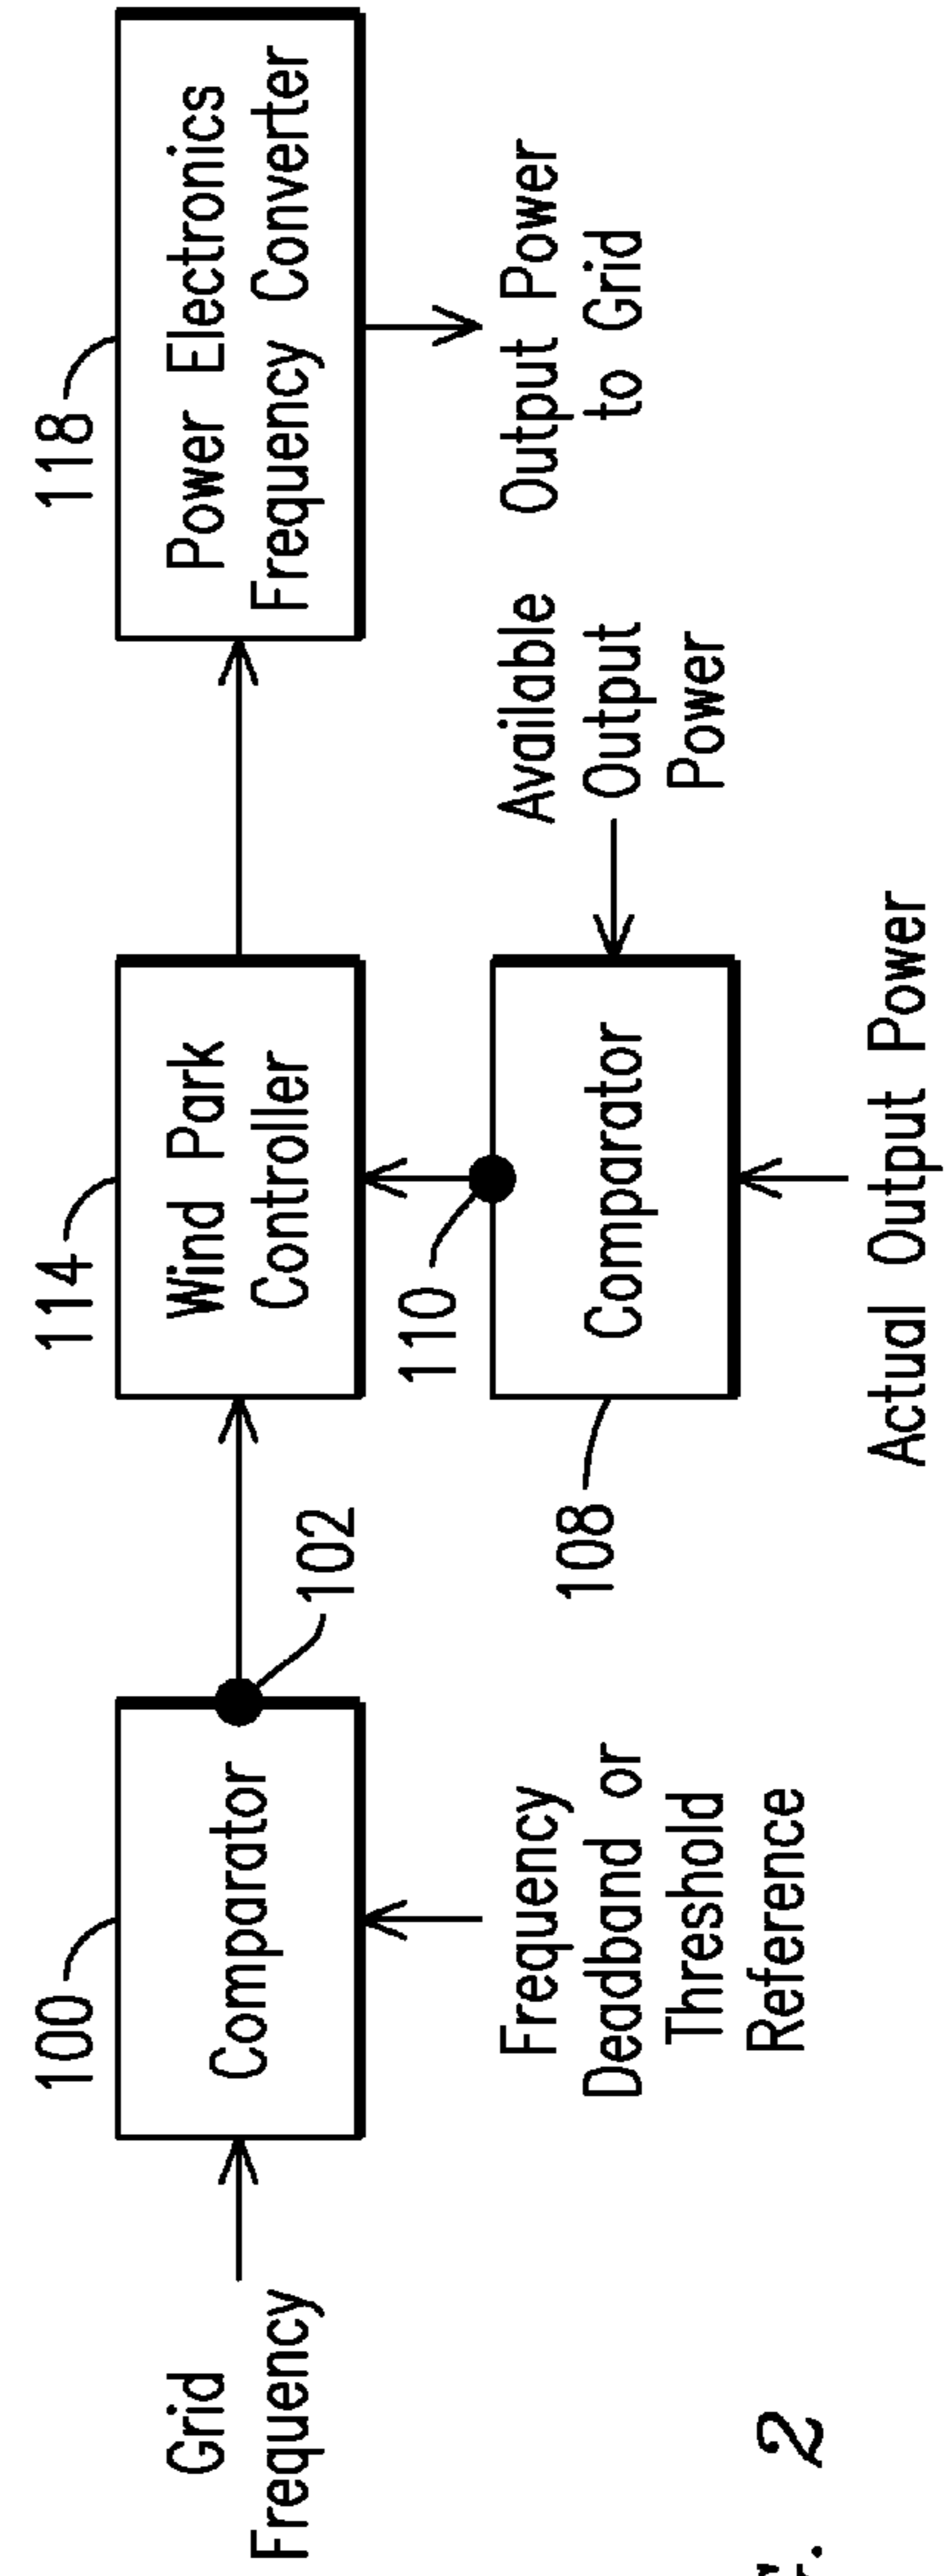 Grid
Frequency
100
Comparator
102
Frequency
Deadband or
Threshold
Reference
114
Wind Park
Controller
110
108
Comparator
Actual Output Power
Available
Output
Power
118
Power Electronics
Frequency Converter
Output Power
to Grid
2